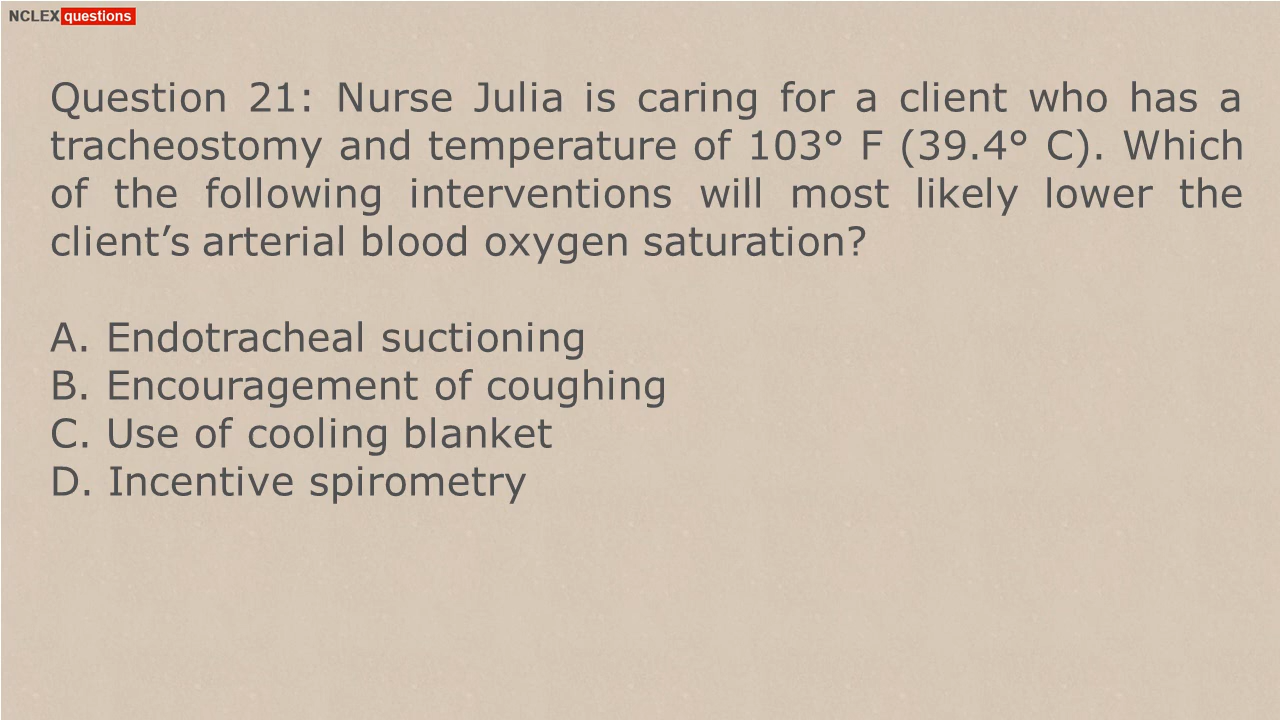 NCLEX questions
Question 21: Nurse Julia is caring for a client who has a
tracheostomy and temperature of 103° F (39.4° C). Which
of the following interventions will most likely lower the
client’s arterial blood oxygen saturation?
A. Endotracheal suctioning
B. Encouragement of coughing
C. Use of cooling blanket
D. Incentive spirometry